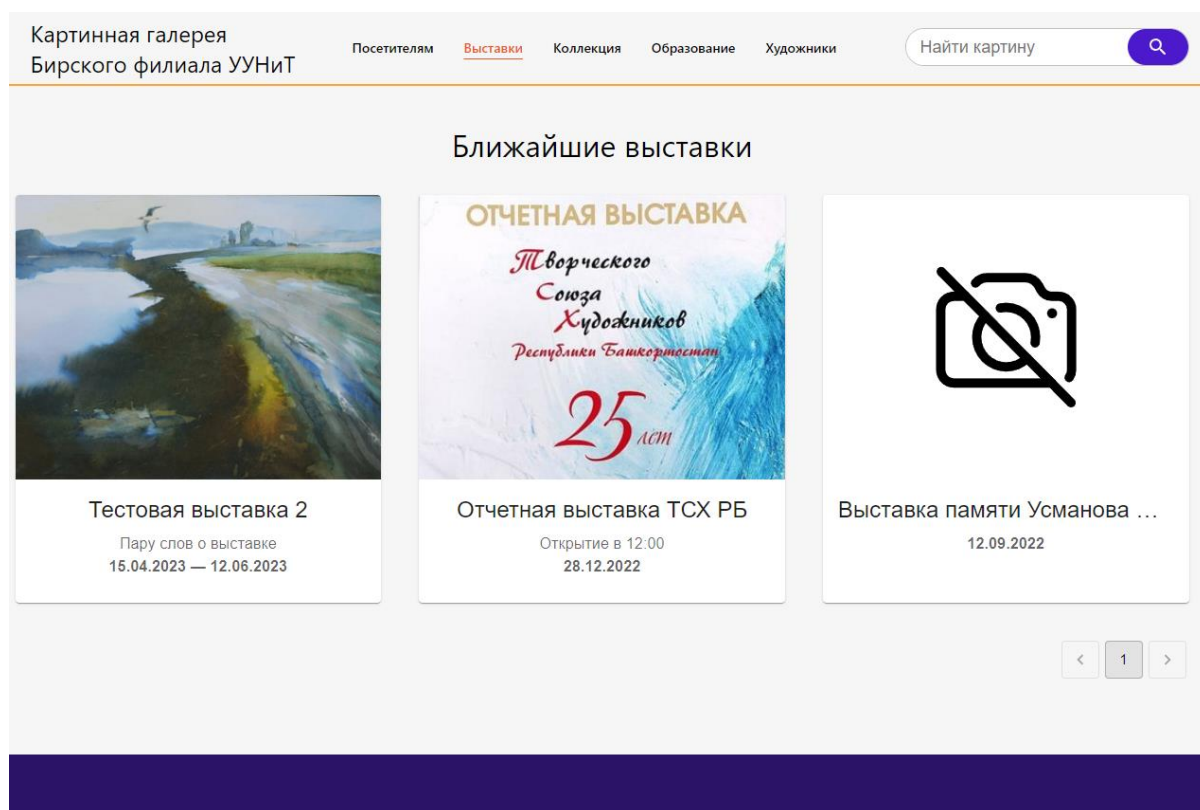 Картинная галерея
Бирского филиала УУНиТ
Посетителям
Выставки
Коллекция
Образование
Художники
Найти картину
Ближайшие выставки
Тестовая выставка 2
Пару слов о выставке
15.04.2023 — 12.06.2023
ОТЧЕТНАЯ ВЫСТАВКА
Творческого
Союза
Художников
Республики Башкортостан
25 лет
Отчетная выставка ТСХ РБ
Открытие в 12:00
28.12.2022
Выставка памяти Усманова ...
12.09.2022
< 1 >